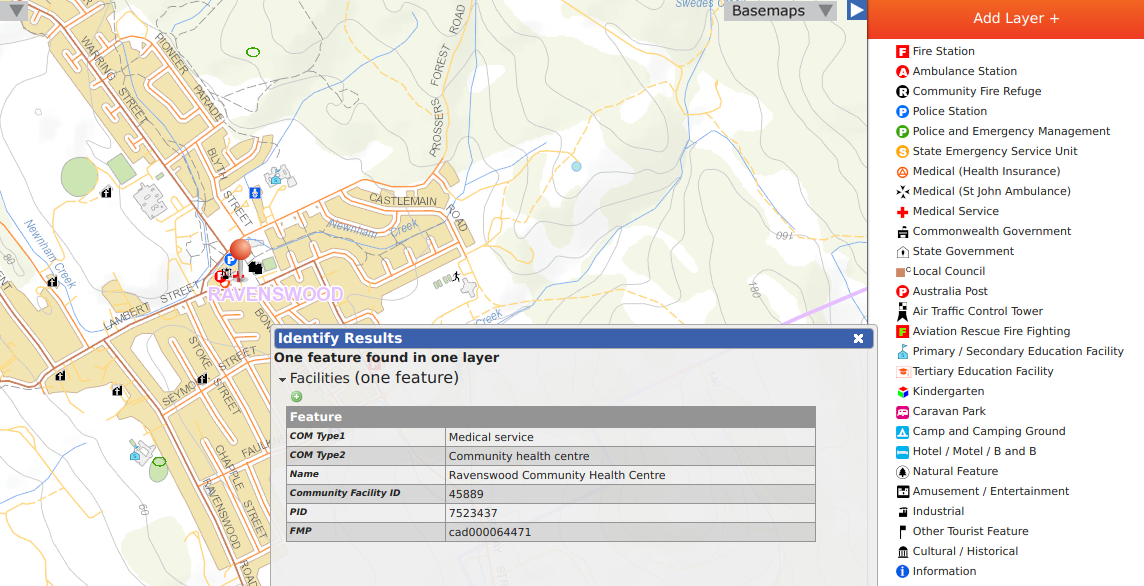 Swedes
Basemaps
Add Layer +
WARRING
STREET
PIONEER
PARADE
PROSSERS FOREST ROAD
BLYTH
STREET
CASTLEMAIN
ROAD
Newnham Creek
Newnham
Creek
80
160
180
RAVENSWOOD
LAMBERT STREET
Creek
STOKE
STREET
STREET
CHAPPLE
STREET
RAVENSWOOD
ROAD
60
Identify Results
One feature found in one layer
Facilities (one feature)
Feature
COM Type1 Medical service
COM Type2 Community health centre
Name Ravenswood Community Health Centre
Community Facility ID 45889
PID 7523437
FMP cad000064471
Fire Station
Ambulance Station
Community Fire Refuge
Police Station
Police and Emergency Management
State Emergency Service Unit
Medical (Health Insurance)
Medical (St John Ambulance)
Medical Service
Commonwealth Government
State Government
Local Council
Australia Post
Air Traffic Control Tower
Aviation Rescue Fire Fighting
Primary / Secondary Education Facility
Tertiary Education Facility
Kindergarten
Caravan Park
Camp and Camping Ground
Hotel / Motel / B and B
Natural Feature
Amusement / Entertainment
Industrial
Other Tourist Feature
Cultural / Historical
Information